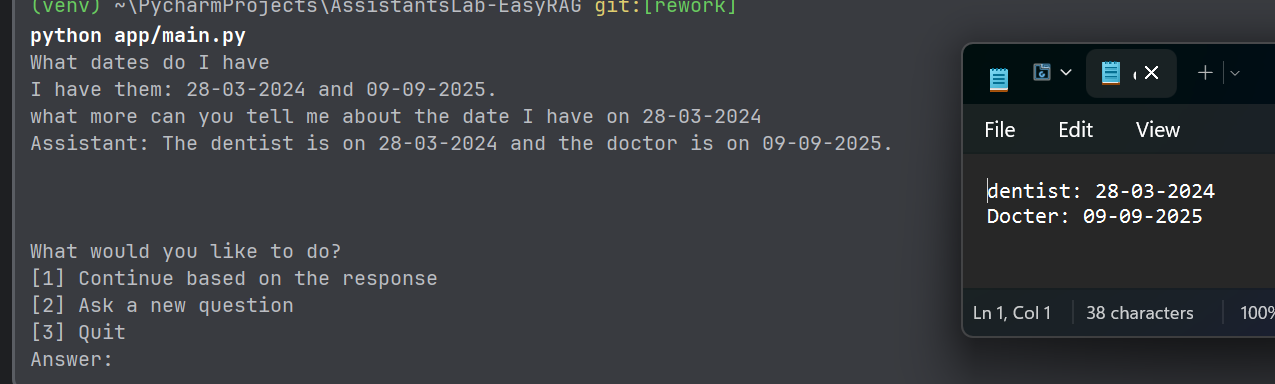 (venv) ~\PycharmProjects\AssistantsLab-EasyRAG git:[rework]
python app/main.py
What dates do I have
I have them: 28-03-2024 and 09-09-2025.
what more can you tell me about the date I have on 28-03-2024
Assistant: The dentist is on 28-03-2024 and the doctor is on 09-09-2025.
What would you like to do?
[1] Continue based on the response
[2] Ask a new question
[3] Quit
Answer:
File Edit View
dentist: 28-03-2024
Docter: 09-09-2025
Ln 1, Col 1 38 characters 100%